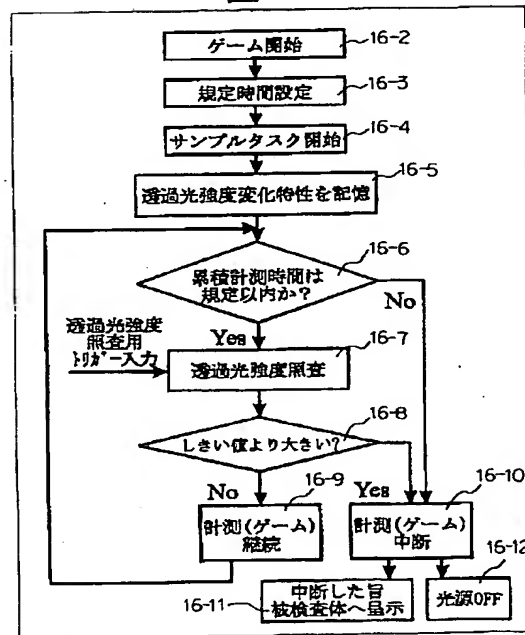 ゲーム開始
16-2
規定時間設定
16-3
サンプルタスク開始
16-4
透過光強度変化特性を記憶
16-5
累積計測時間は
規定以内か?
16-6
No
Yes
透過光強度
照査用
トリガー入力
透過光強度照査
16-7
しきい値より大きい?
16-8
No
Yes
計測(ゲーム)
継続
16-9
計測(ゲーム)
中断
16-10
中断した旨
被検査体へ呈示
16-11
光源OFF
16-12